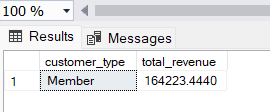 100 %
Results Messages
customer_type total_revenue
1 Member 164223.4440